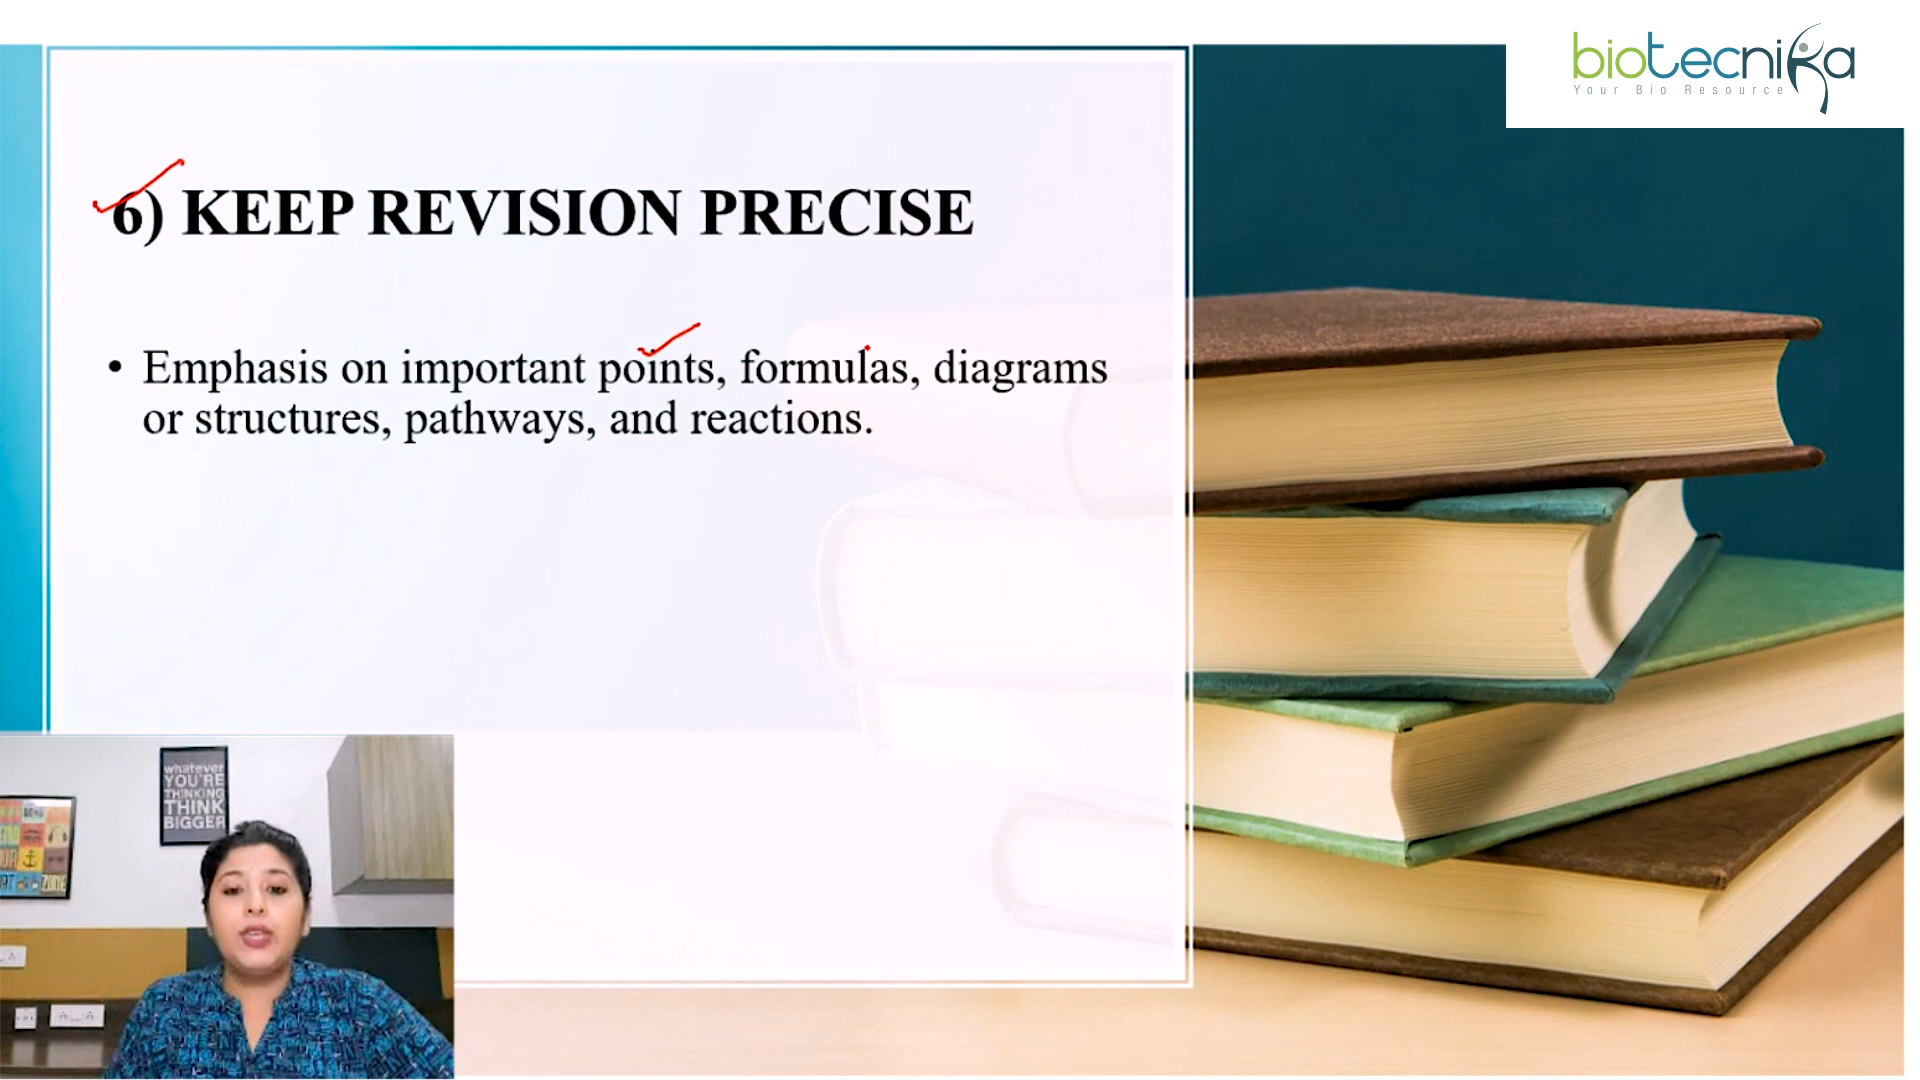 biotecnika
Your Bio Resource
6) KEEP REVISION PRECISE
• Emphasis on important points, formulas, diagrams
or structures, pathways, and reactions.
whatever
YOU'RE
THINKING
THINK
BIGGER
ZONE